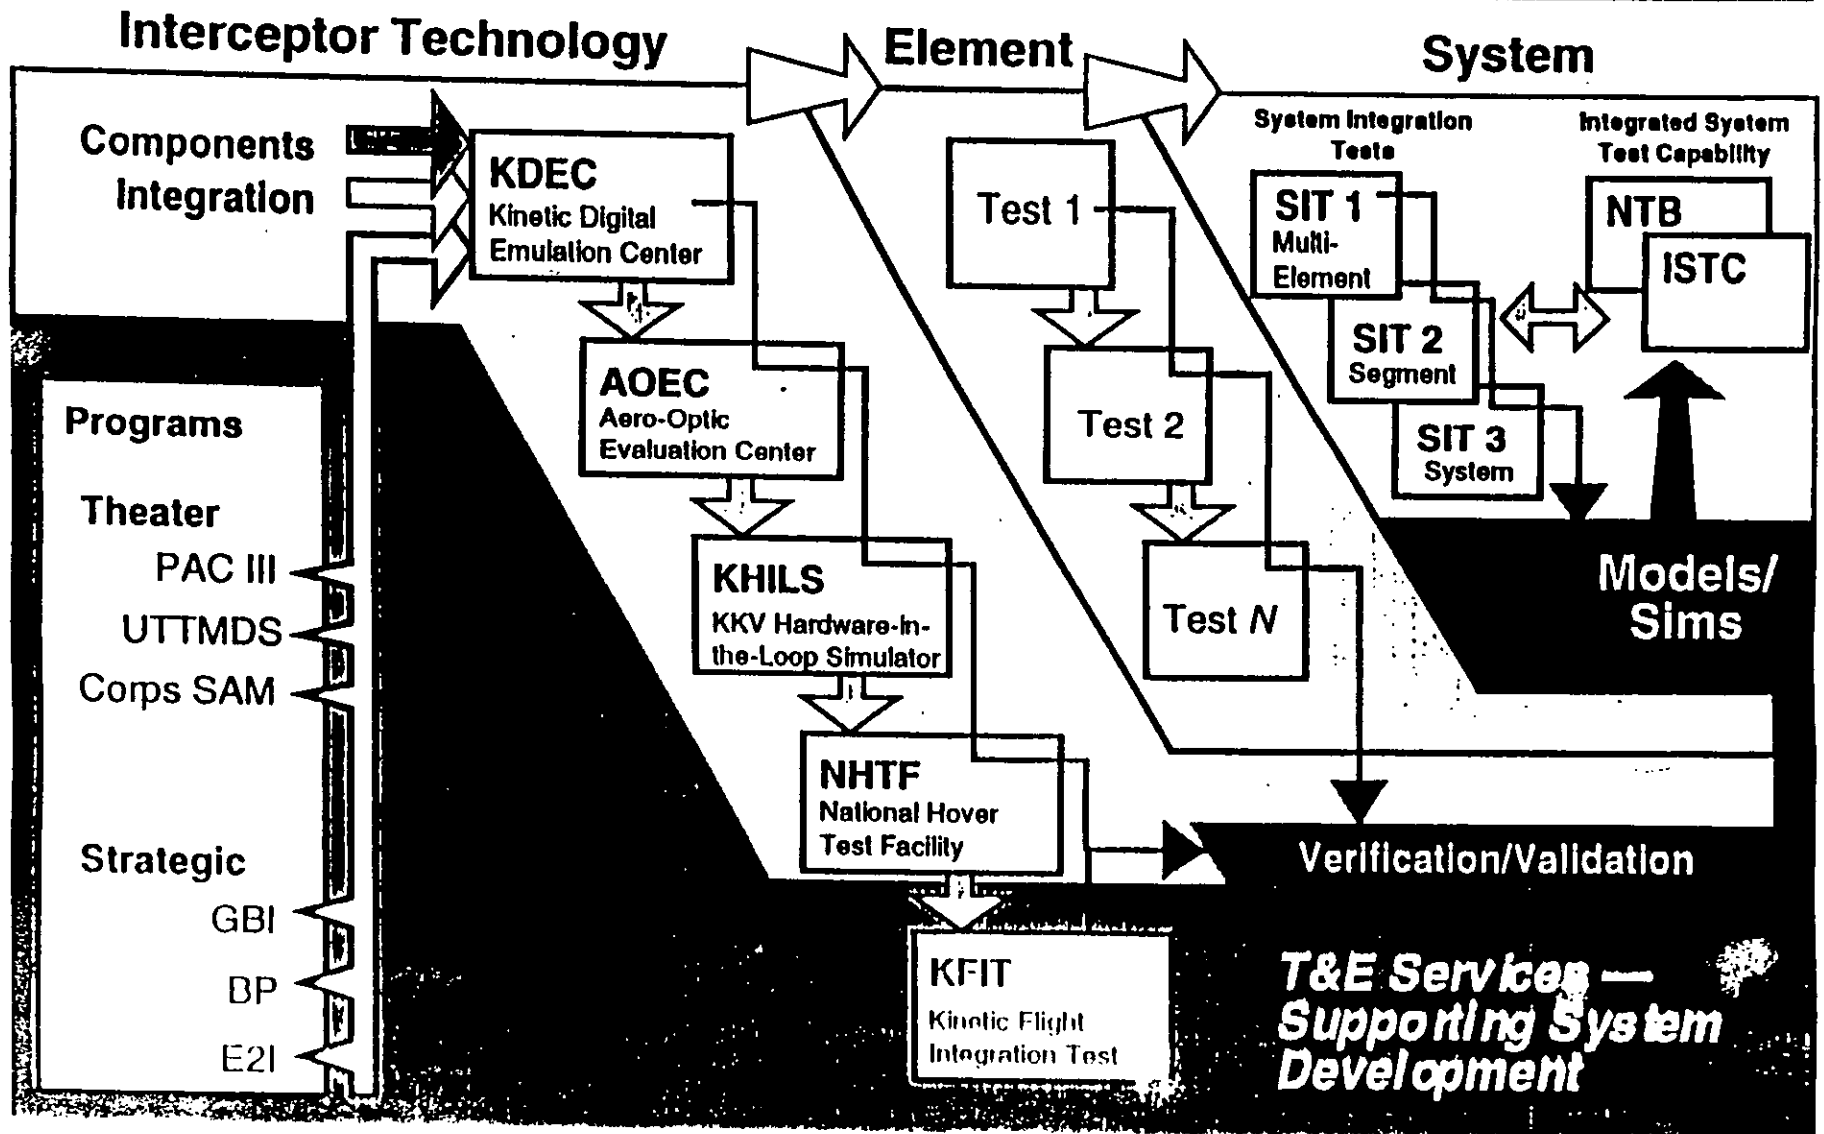 Interceptor Technology
Element
System
Components
Integration
KDEC
Kinetic Digital
Emulation Center
AOEC
Aero-Optic
Evaluation Center
KHILS
KKV Hardware-In-
the-Loop Simulator
NHTF
National Hover
Test Facility
KFIT
Kinetic Flight
Integration Test
Programs
Theater
PAC III
UTTMDS
Corps SAM
Strategic
GBI
BP
E2I
Test 1
Test 2
Test N
System Integration
Tests
SIT 1
Multi-
Element
SIT 2
Segment
SIT 3
System
Integrated System
Test Capability
NTB
ISTC
Models/
Sims
Verification/Validation
T&E Services —
Supporting System
Development